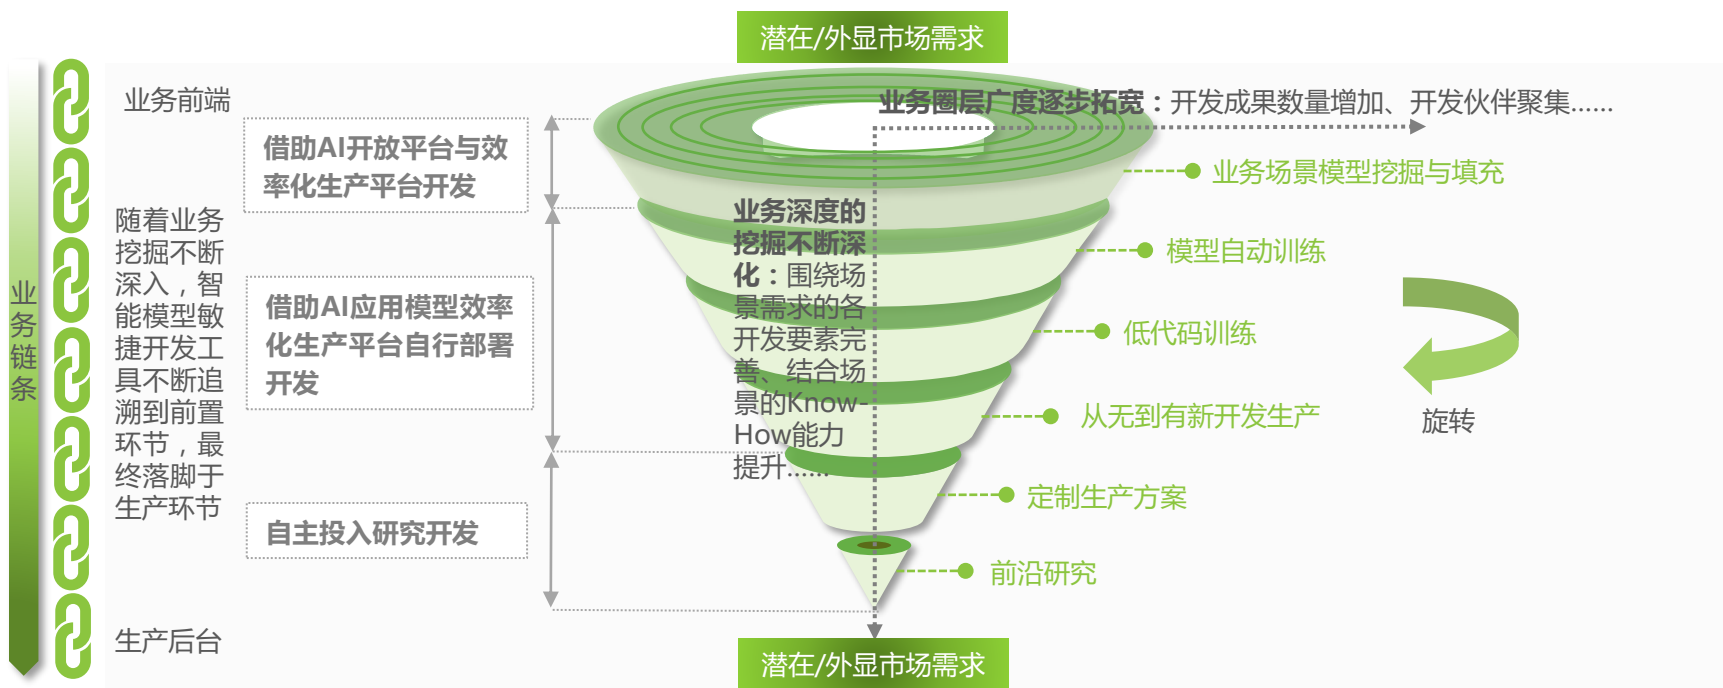 潜在/外显市场需求
业务前端
业务圈层广度逐步拓宽：开发成果数量增加、开发伙伴聚集……
借助AI开放平台与效
率化生产平台开发
业务场景模型挖掘与填充
随着业务
挖掘不断
深入，智
能模型敏
捷开发工
具不断追
溯到前置
环节，最
终落脚于
生产环节
业务深度的
挖掘不断深
化：围绕场
景需求的各
开发要素完
善、结合场
景的Know-
How能力
提升……
模型自动训练
业
务
链
条
借助AI应用模型效率
化生产平台自行部署
开发
低代码训练
从无到有新开发生产
旋转
定制生产方案
自主投入研究开发
前沿研究
生产后台
潜在/外显市场需求